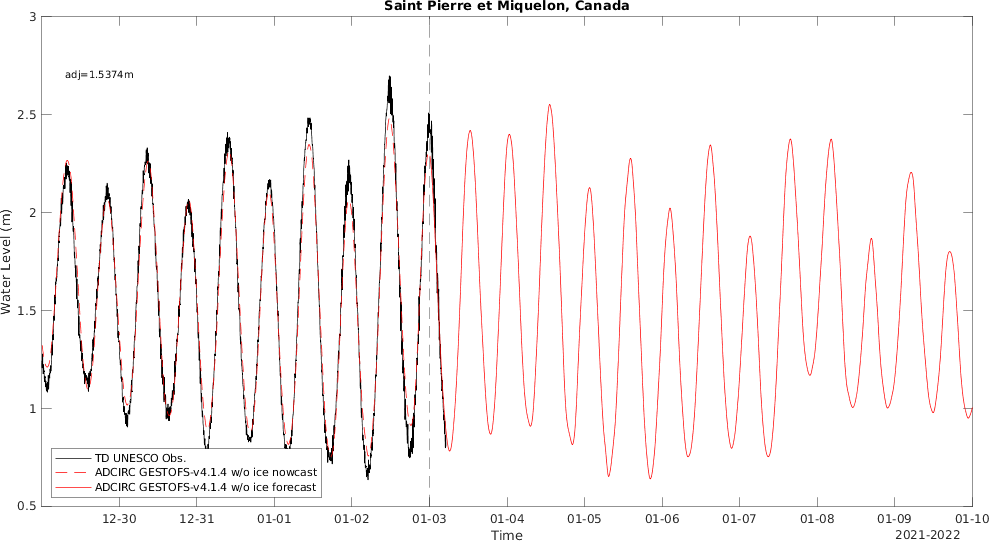 Saint Pierre et Miquelon, Canada
3
adj=1.5374m
2.5
2
Water Level (m)
1.5
1
TD UNESCO Obs.
ADCIRC GESTOFS-v4.1.4 w/o ice nowcast
ADCIRC GESTOFS-v4.1.4 w/o ice forecast
0.5
12-30 12-31 01-01 01-02 01-03 01-04 01-05 01-06 01-07 01-08 01-09 01-10
Time
2021-2022